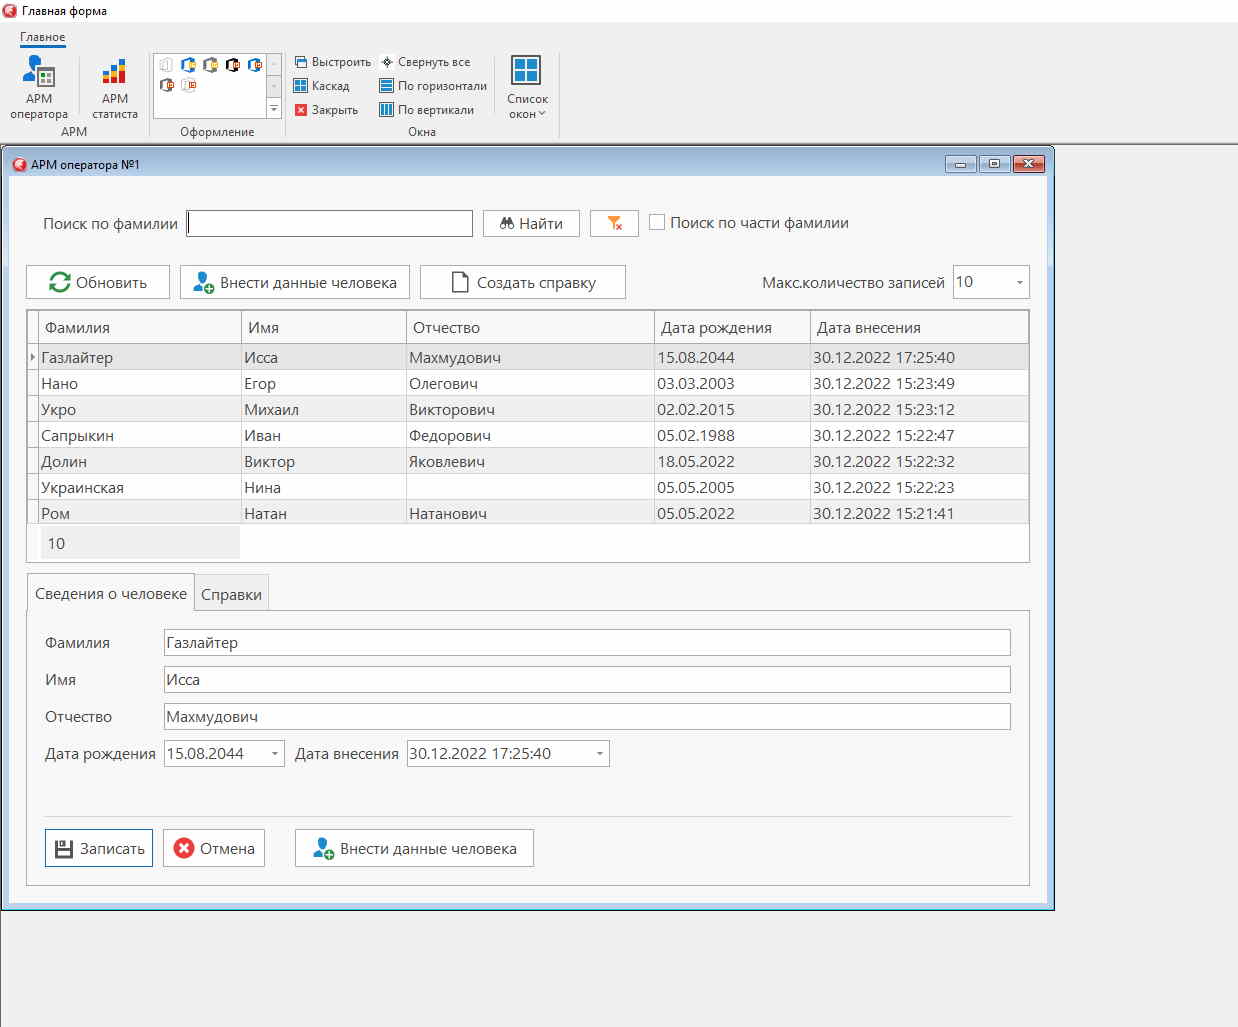 Главная форма
Главное
АРМ оператора
АРМ статиста
АРМ
Оформление
Выстроить
Свернуть все
Каскад
По горизонтали
Закрыть
По вертикали
Окна
Список окон
АРМ оператора №1
Поиск по фамилии
Найти
Поиск по части фамилии
Обновить
Внести данные человека
Создать справку
Макс.количество записей 10
Фамилия Имя Отчество Дата рождения Дата внесения
Газлайтер Исса Махмудович 15.08.2044 30.12.2022 17:25:40
Нано Егор Олегович 03.03.2003 30.12.2022 15:23:49
Укро Михаил Викторович 02.02.2015 30.12.2022 15:23:12
Сапрыкин Иван Федорович 05.02.1988 30.12.2022 15:22:47
Долин Виктор Яковлевич 18.05.2022 30.12.2022 15:22:32
Украинская Нина 05.05.2005 30.12.2022 15:22:23
Ром Натан Натанович 05.05.2022 30.12.2022 15:21:41
10
Сведения о человеке Справки
Фамилия Газлайтер
Имя Исса
Отчество Махмудович
Дата рождения 15.08.2044 Дата внесения 30.12.2022 17:25:40
Записать Отмена Внести данные человека